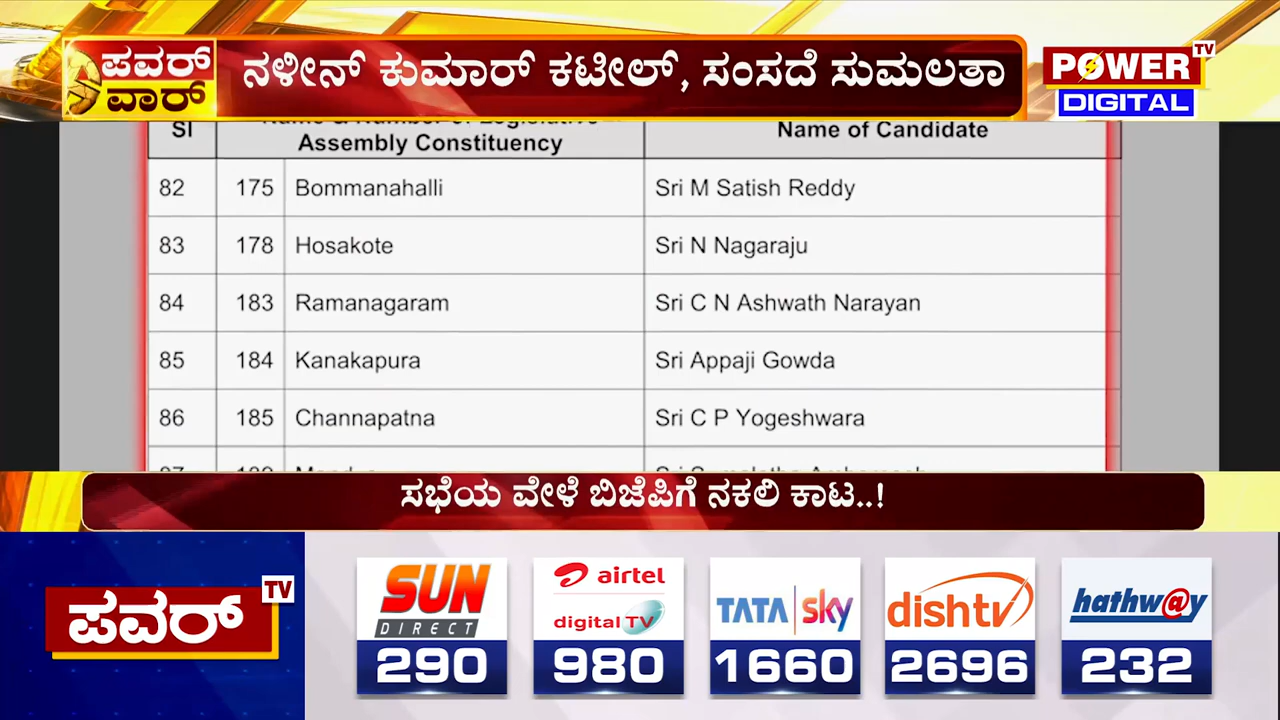 ಪವರ್
ವಾರ್
ನಳೀನ್ ಕುಮಾರ್ ಕಟೀಲ್, ಸಂಸದೆ ಸುಮಲತಾ
POWER TV
DIGITAL
Sl Name & Number of Legislative Name of Candidate
Assembly Constituency
82 175 Bommanahalli Sri M Satish Reddy
83 178 Hosakote Sri N Nagaraju
84 183 Ramanagaram Sri C N Ashwath Narayan
85 184 Kanakapura Sri Appaji Gowda
86 185 Channapatna Sri C P Yogeshwara
ಸಭೆಯ ವೇಳೆ ಬಿಜೆಪಿಗೆ ನಕಲಿ ಕಾಟ..!
ಪವರ್ TV
SUN
DIRECT
290
airtel
digital TV
980
TATA sky
1660
dishtv
2696
hathw@y
232